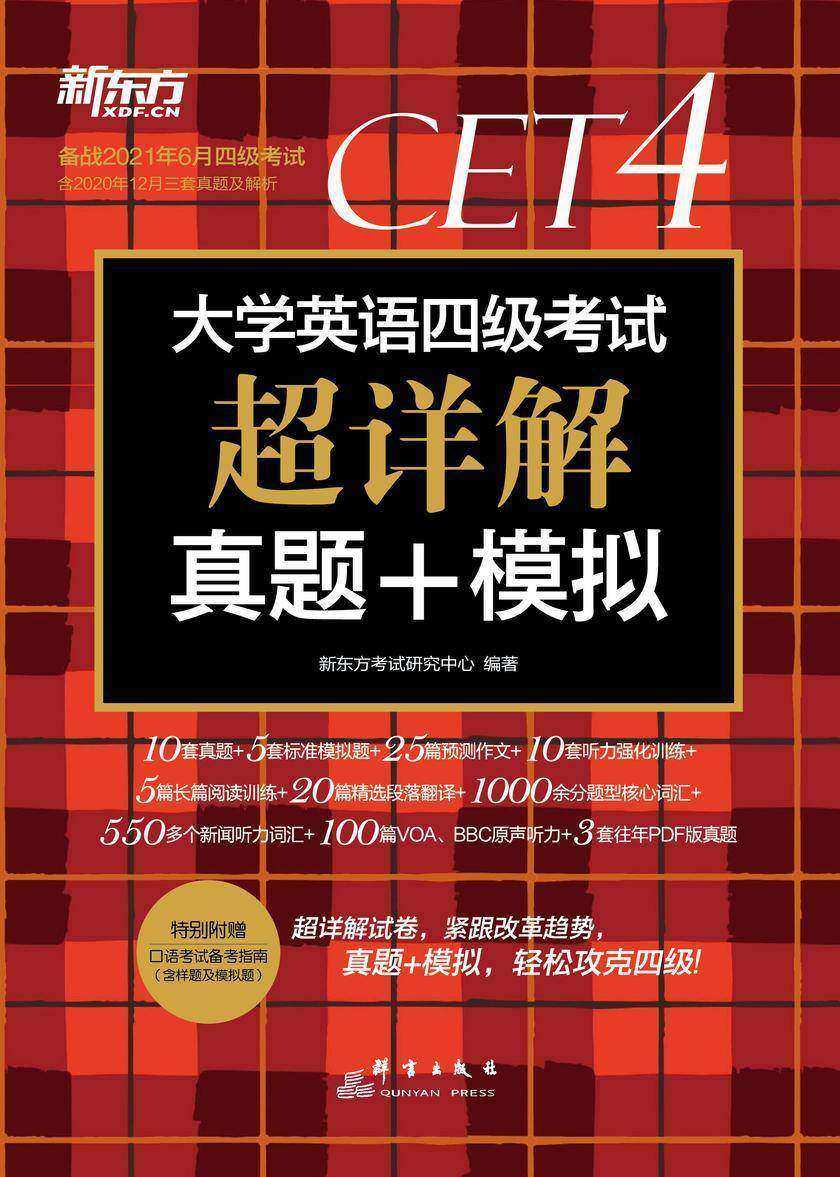 新东方
XDF.CN
备战2021年6月四级考试
含2020年12月三套真题及解析
CET4
大学英语四级考试
超详解
真题+模拟
新东方考试研究中心 编著
10套真题+5套标准模拟题+25篇预测作文+10套听力强化训练+
5篇长篇阅读训练+20篇精选段落翻译+1000余分题型核心词汇+
550多个新闻听力词汇+100篇VOA、BBC原声听力+3套往年PDF版真题
特别附赠
口语考试备考指南
（含样题及模拟题）
超详解试卷，紧跟改革趋势，
真题+模拟，轻松攻克四级!
群言出版社
QUNYAN PRESS